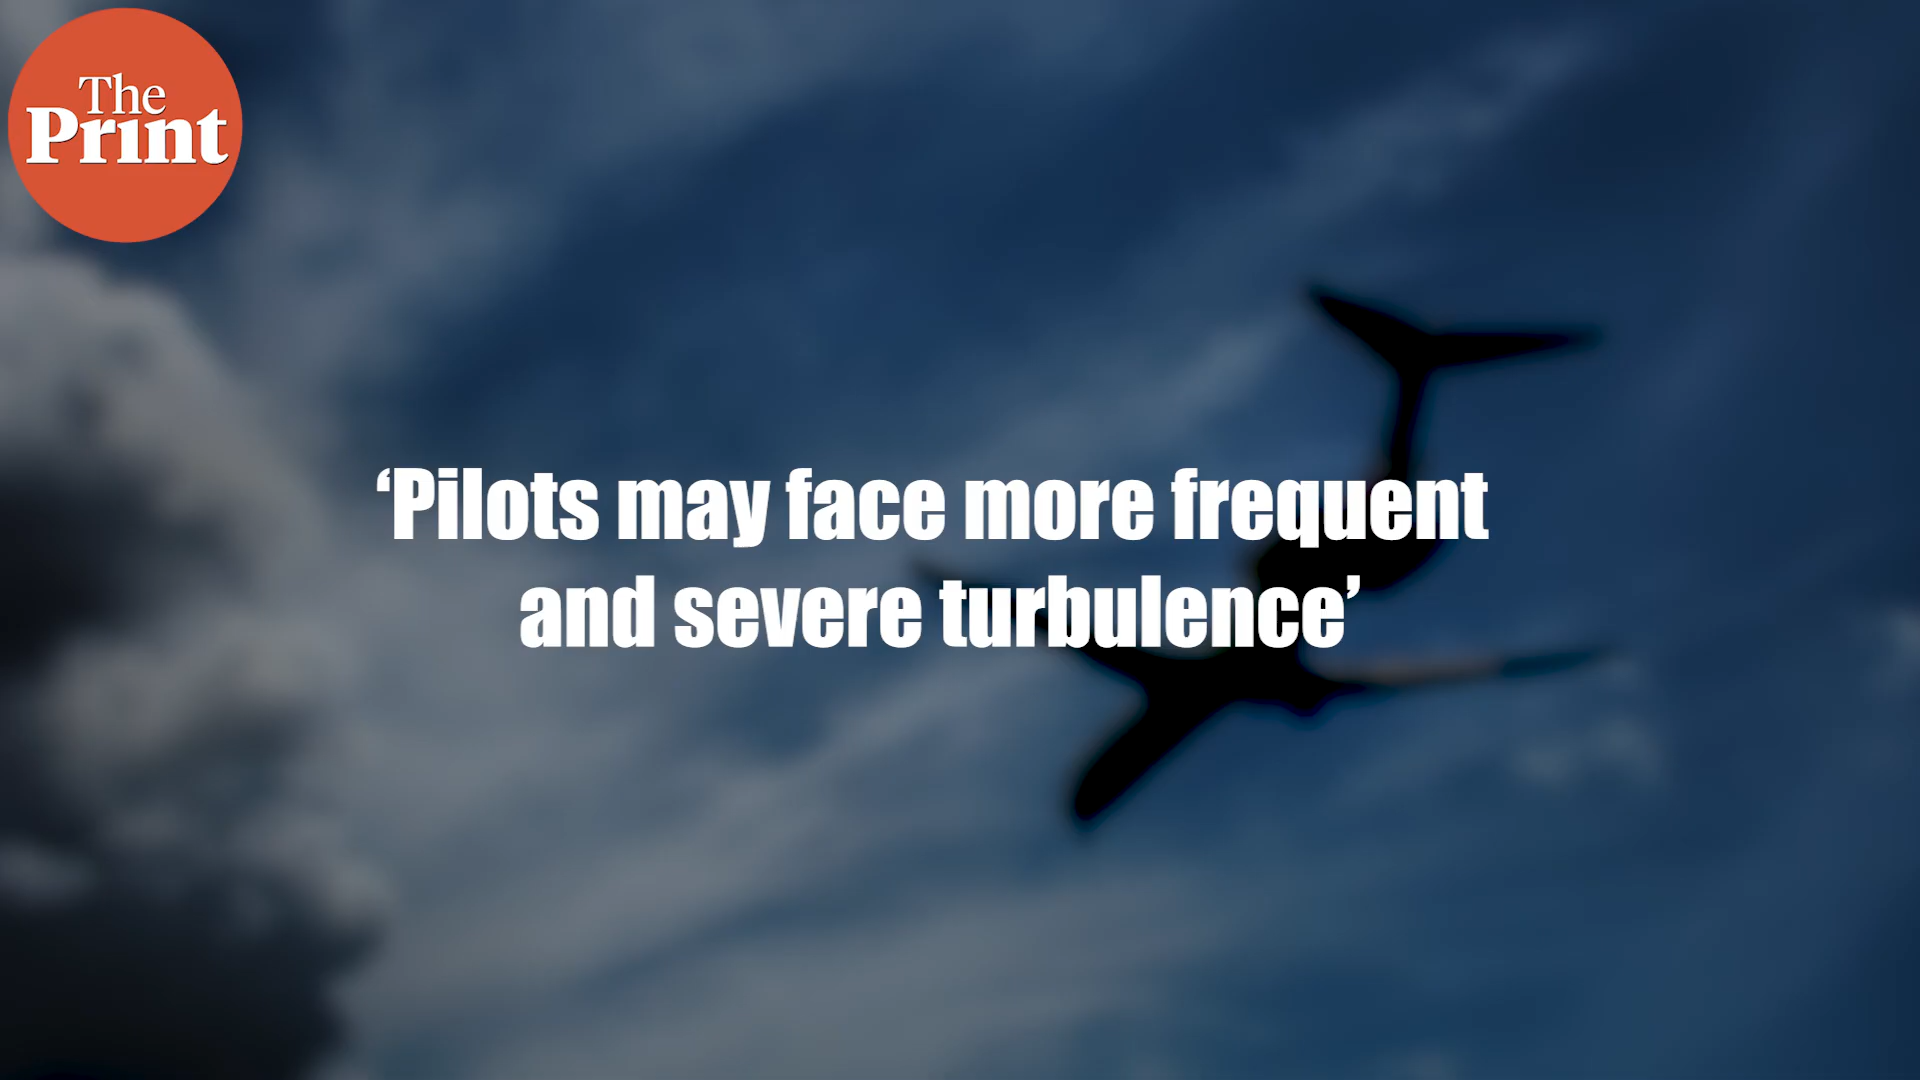 The
Print
‘Pilots may face more frequent
and severe turbulence’